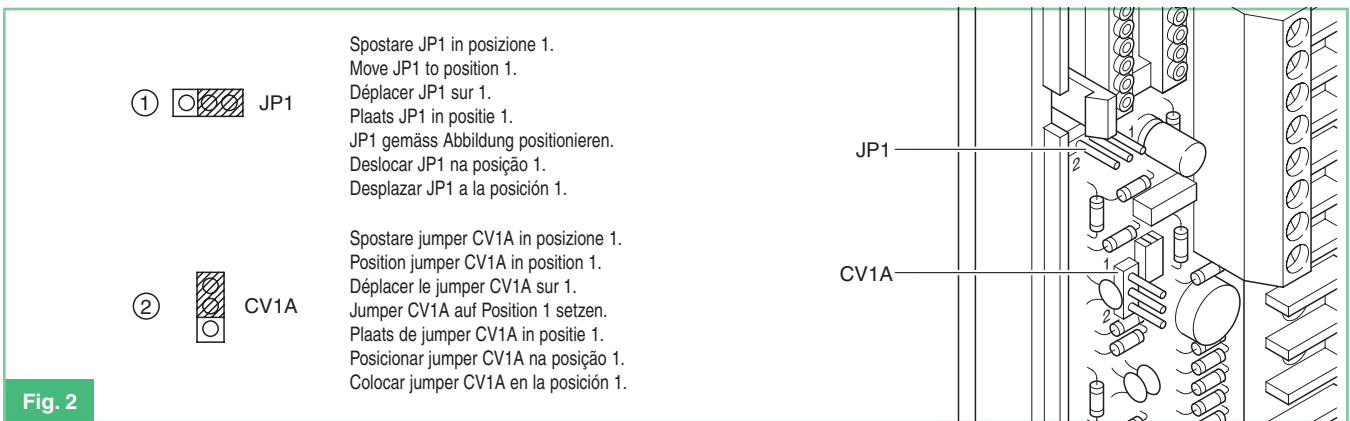 1 JP1
Spostare JP1 in posizione 1.
Move JP1 to position 1.
Déplacer JP1 sur 1.
Plaats JP1 in positie 1.
JP1 gemäss Abbildung positionieren.
Deslocar JP1 na posição 1.
Desplazar JP1 a la posición 1.
2 CV1A
Spostare jumper CV1A in posizione 1.
Position jumper CV1A in position 1.
Déplacer le jumper CV1A sur 1.
Jumper CV1A auf Position 1 setzen.
Plaats de jumper CV1A in positie 1.
Posicionar jumper CV1A na posição 1.
Colocar jumper CV1A en la posición 1.
JP1
1
2
CV1A
1
2
Fig. 2